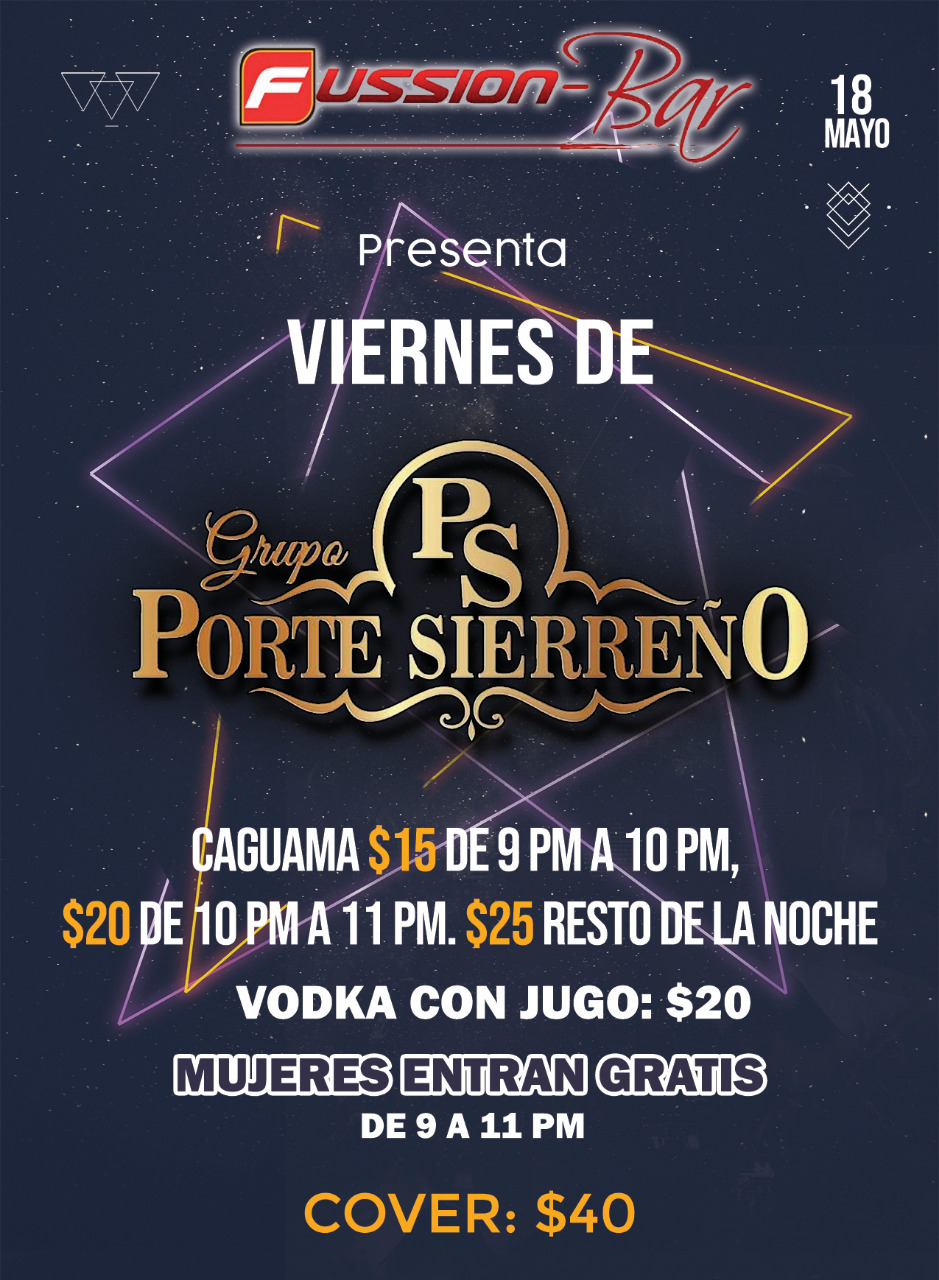 FUSSION-Bar
18
MAYO
Presenta
VIERNES DE
PS
Grupo
PORTE SIERREÑO
CAGUAMA $15 DE 9 PM A 10 PM,
$20 DE 10 PM A 11 PM. $25 RESTO DE LA NOCHE
VODKA CON JUGO: $20
MUJERES ENTRAN GRATIS
DE 9 A 11 PM
COVER: $40